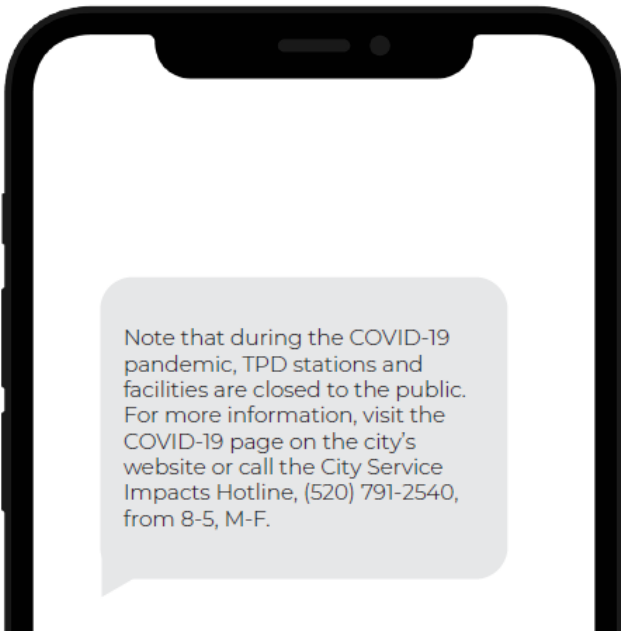 Note that during the COVID-19
pandemic, TPD stations and
facilities are closed to the public.
For more information, visit the
COVID-19 page on the city’s
website or call the City Service
Impacts Hotline, (520) 791-2540,
from 8-5, M-F.